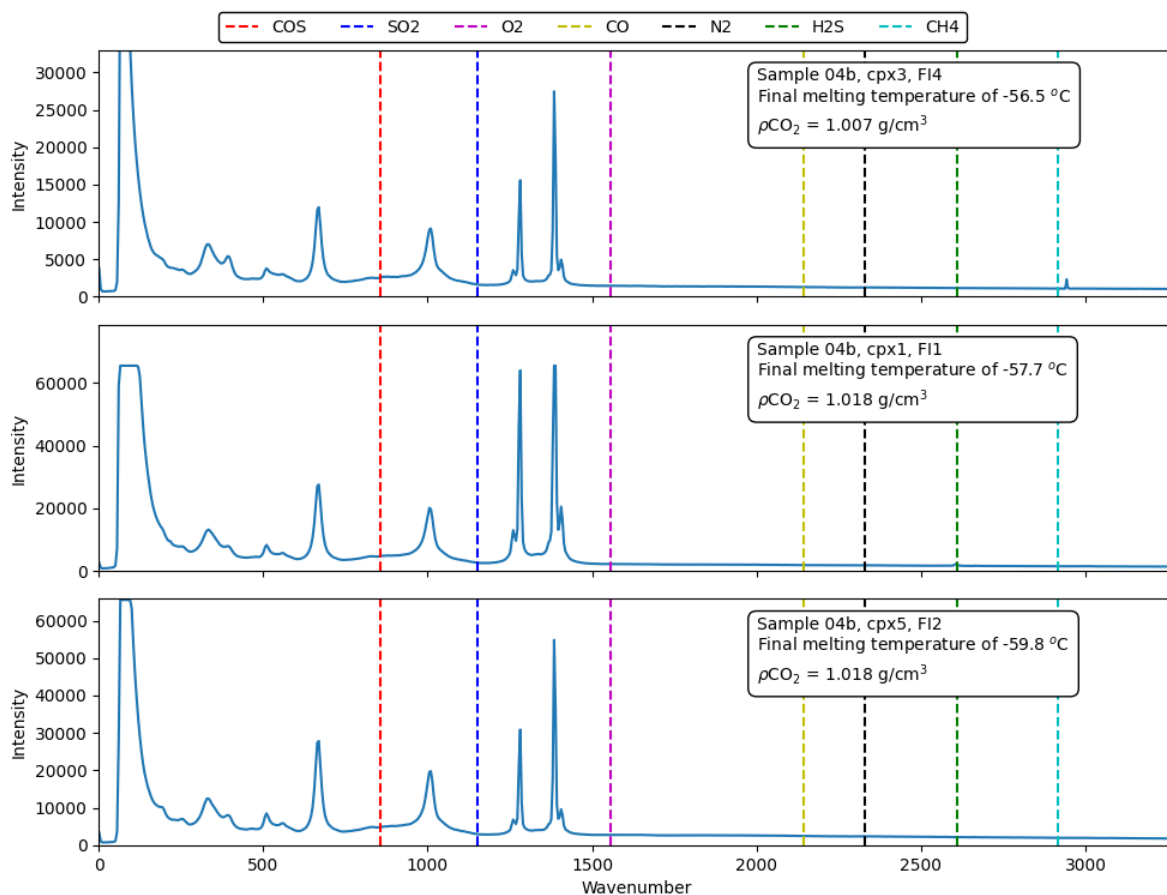 COS SO2 O2 CO N2 H2S CH4
Intensity
30000
25000
20000
15000
10000
5000
0
Sample 04b, cpx3, FI4
Final melting temperature of -56.5 °C
ρCO₂ = 1.007 g/cm³
Intensity
60000
40000
20000
0
Sample 04b, cpx1, FI1
Final melting temperature of -57.7 °C
ρCO₂ = 1.018 g/cm³
Intensity
60000
50000
40000
30000
20000
10000
0
Sample 04b, cpx5, FI2
Final melting temperature of -59.8 °C
ρCO₂ = 1.018 g/cm³
0 500 1000 1500 2000 2500 3000
Wavenumber